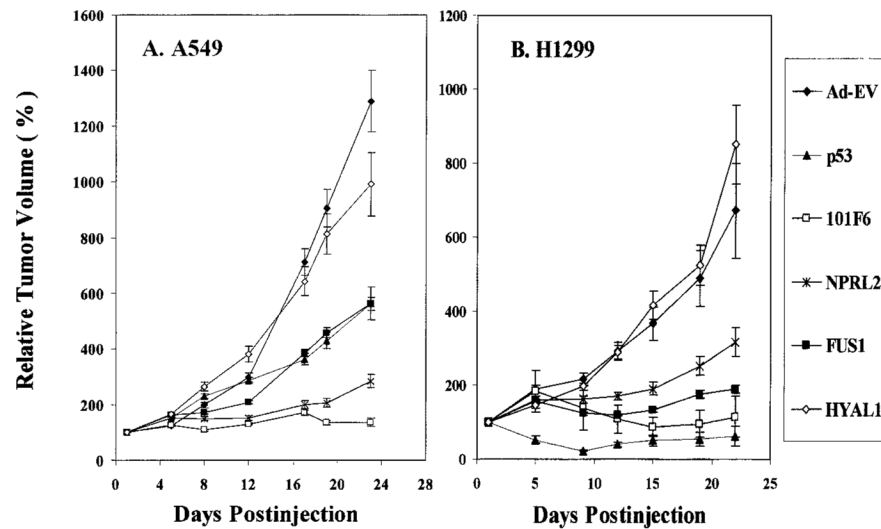 Relative Tumor Volume ( % )
A. A549
1600
1400
1200
1000
800
600
400
200
0
0 4 8 12 16 20 24 28
Days Postinjection
B. H1299
1200
1000
800
600
400
200
0
0 5 10 15 20 25
Days Postinjection
Ad-EV
p53
101F6
NPRL2
FUS1
HYAL1